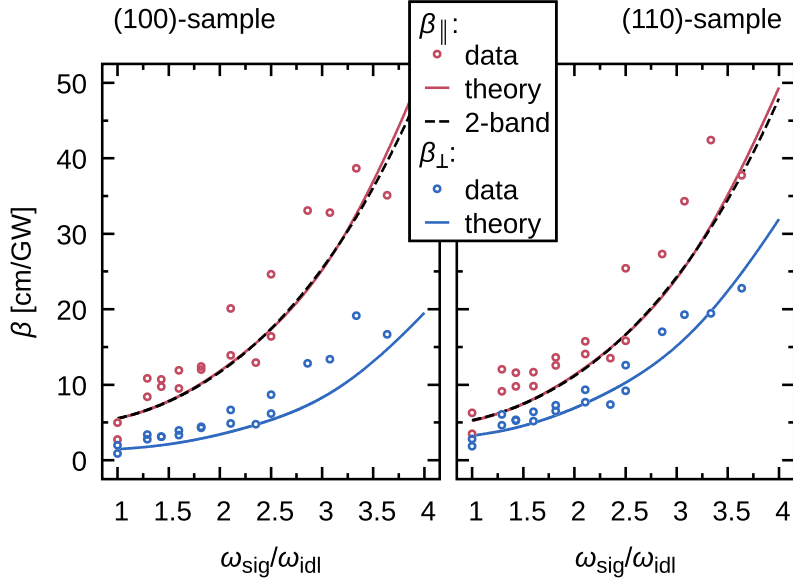 (100)-sample
(110)-sample
β∥:
data
theory
2-band
β⊥:
data
theory
β [cm/GW]
50
40
30
20
10
0
1 1.5 2 2.5 3 3.5 4
1 1.5 2 2.5 3 3.5 4
ωsig/ωidl
ωsig/ωidl